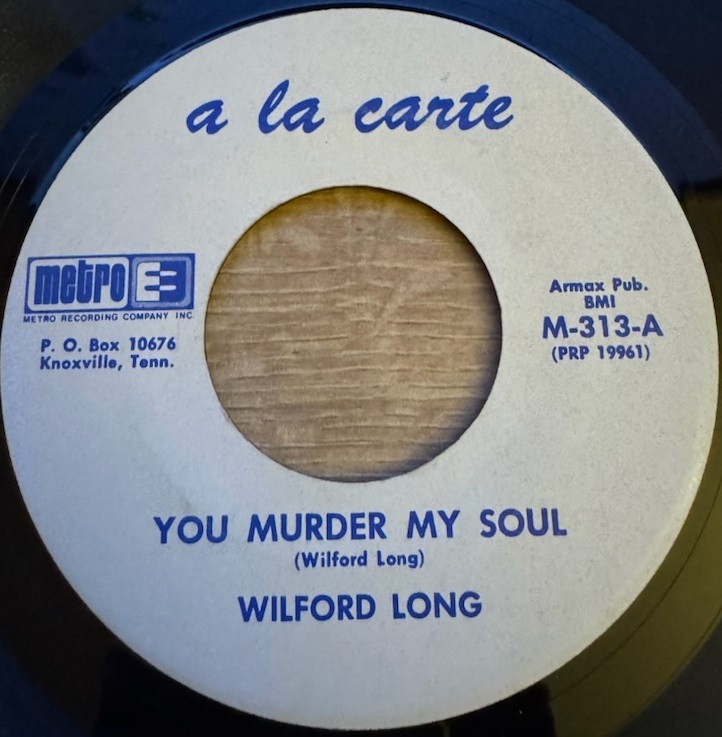 a la carte
metro E3
METRO RECORDING COMPANY INC.
P. O. Box 10676
Knoxville, Tenn.
Armax Pub.
BMI
M-313-A
(PRP 19961)
YOU MURDER MY SOUL
(Wilford Long)
WILFORD LONG